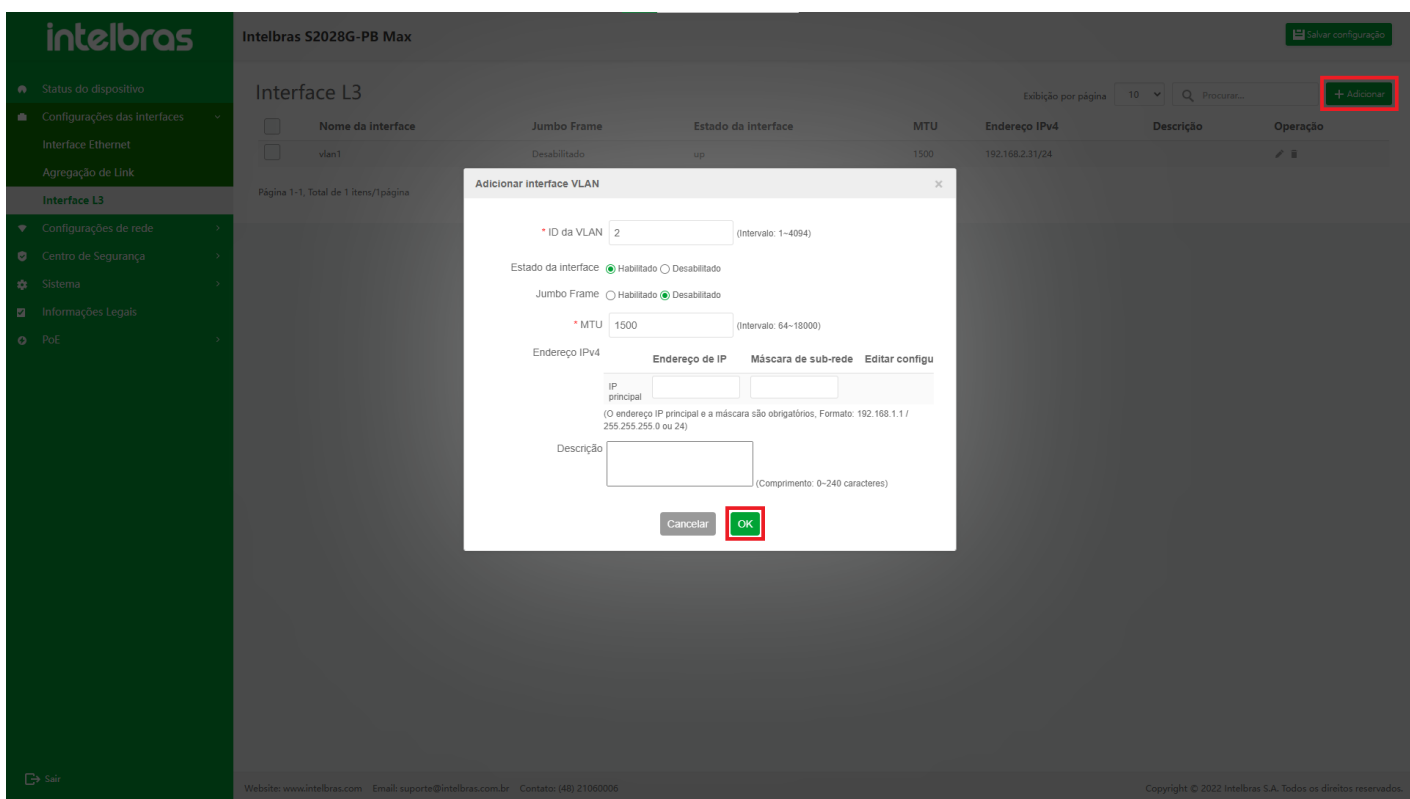 intelbras
Intelbras S2028G-PB Max
Salvar configuração
Status do dispositivo
Configurações das interfaces
Interface Ethernet
Agregação de Link
Interface L3
Configurações de rede
Centro de Segurança
Sistema
Informações Legais
PoE
Sair
Interface L3
Exibição por página 10 Procurar... + Adicionar
Nome da interface Jumbo Frame Estado da interface MTU Endereço IPv4 Descrição Operação
vlan1 Desabilitado up 1500 192.168.2.31/24
Página 1-1, Total de 1 itens/1página
Adicionar interface VLAN ×
* ID da VLAN 2 (Intervalo: 1~4094)
Estado da interface Habilitado Desabilitado
Jumbo Frame Habilitado Desabilitado
* MTU 1500 (Intervalo: 64~18000)
Endereço IPv4
Endereço de IP Máscara de sub-rede Editar configu
IP
principal
(O endereço IP principal e a máscara são obrigatórios, Formato: 192.168.1.1 /
255.255.255.0 ou 24)
Descrição
(Comprimento: 0~240 caracteres)
Cancelar OK
Website: www.intelbras.com Email: suporte@intelbras.com.br Contato: (48) 21060006
Copyright © 2022 Intelbras S.A. Todos os direitos reservados.